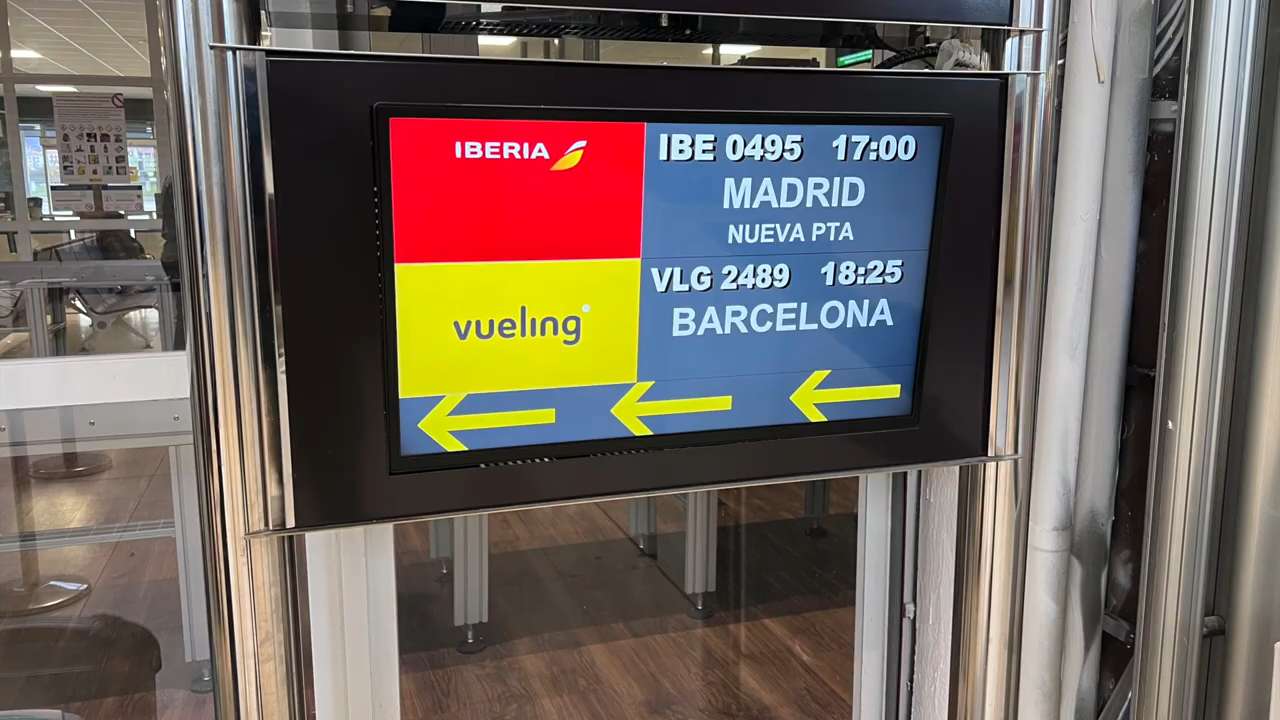 IBERIA
IBE 0495 17:00
MADRID
NUEVA PTA
vueling
VLG 2489 18:25
BARCELONA